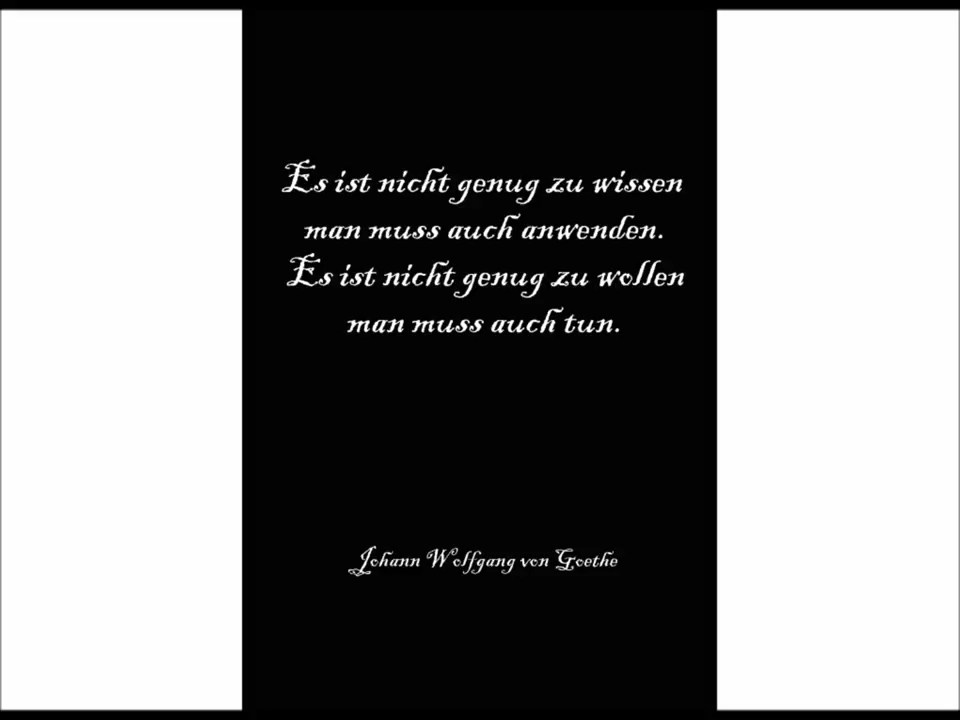 Es ist nicht genug zu wissen
man muss auch anwenden.
Es ist nicht genug zu wollen
man muss auch tun.
Johann Wolfgang von Goethe